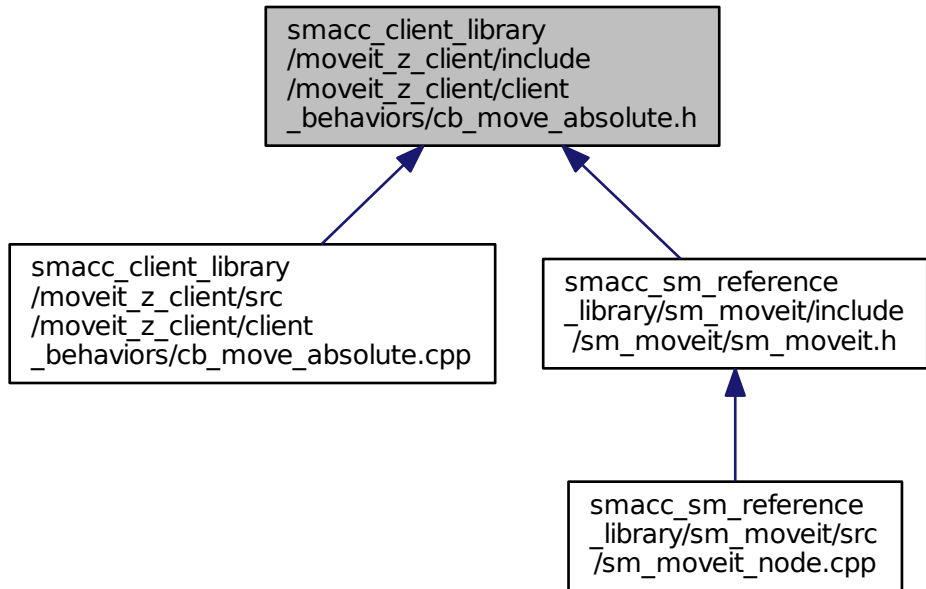 smacc_client_library
/moveit_z_client/include
/moveit_z_client/client
_behaviors/cb_move_absolute.h
smacc_client_library
/moveit_z_client/src
/moveit_z_client/client
_behaviors/cb_move_absolute.cpp
smacc_sm_reference
_library/sm_moveit/include
/sm_moveit/sm_moveit.h
smacc_sm_reference
_library/sm_moveit/src
/sm_moveit_node.cpp